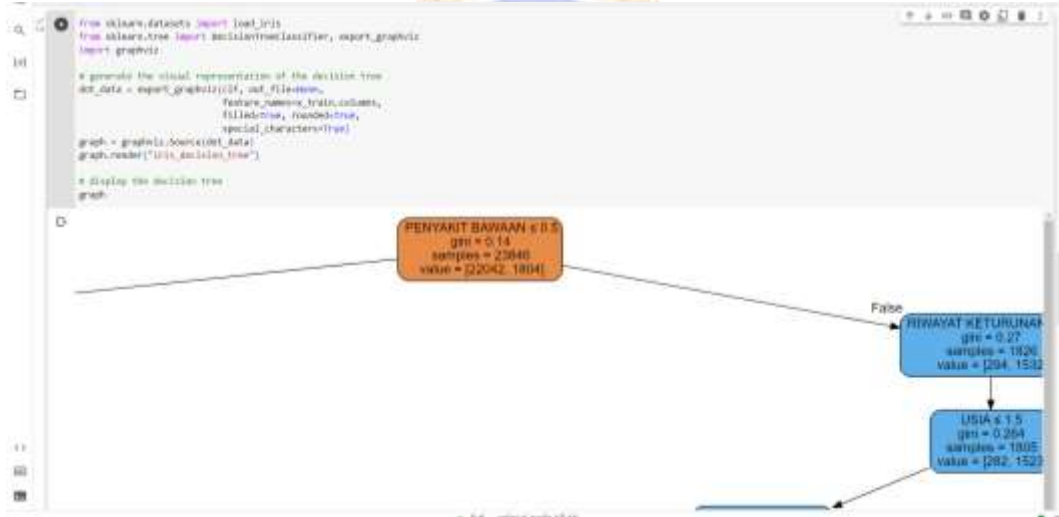 from sklearn.datasets import load_iris
from sklearn.tree import DecisionTreeClassifier, export_graphviz
import graphviz
# generate the visual representation of the decision tree
dot_data = export_graphviz(clf, out_file=None,
feature_names=x_train.columns,
filled=True, rounded=True,
special_characters=True)
graph = graphviz.Source(dot_data)
graph.render("iris_decision_tree")
# display the decision tree
graph
PENYAKIT BAWAAN ≤ 0.5
gini = 0.14
samples = 23846
value = [22042, 1804]
False
RIWAYAT KETURUNAN
gini = 0.27
samples = 1826
value = [294, 1532
USIA ≤ 1.5
gini = 0.264
samples = 1805
value = [282, 1523